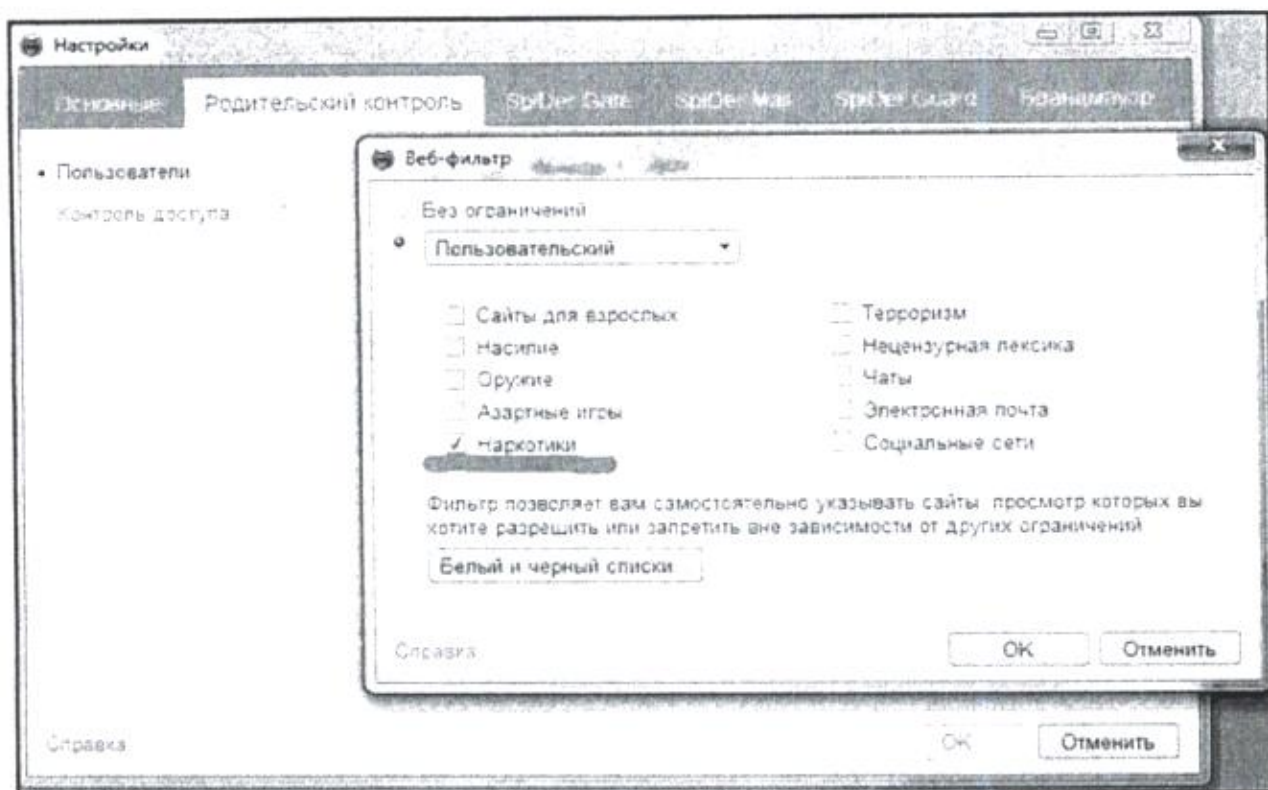 Настройки
Основные Родительский контроль SpIDer Gate SpIDer Mail SpIDer Guard Брандмауэр
Пользователи
Контроль доступа
Веб-фильтр
Без ограничений
Пользовательский
Сайты для взрослых
Насилие
Оружие
Азартные игры
Наркотики
Терроризм
Нецензурная лексика
Чаты
Электронная почта
Социальные сети
Фильтр позволяет вам самостоятельно указывать сайты просмотр которых вы
хотите разрешить или запретить вне зависимости от других ограничений
Белый и черный списки
Справка
OK Отменить
Справка
OK Отменить